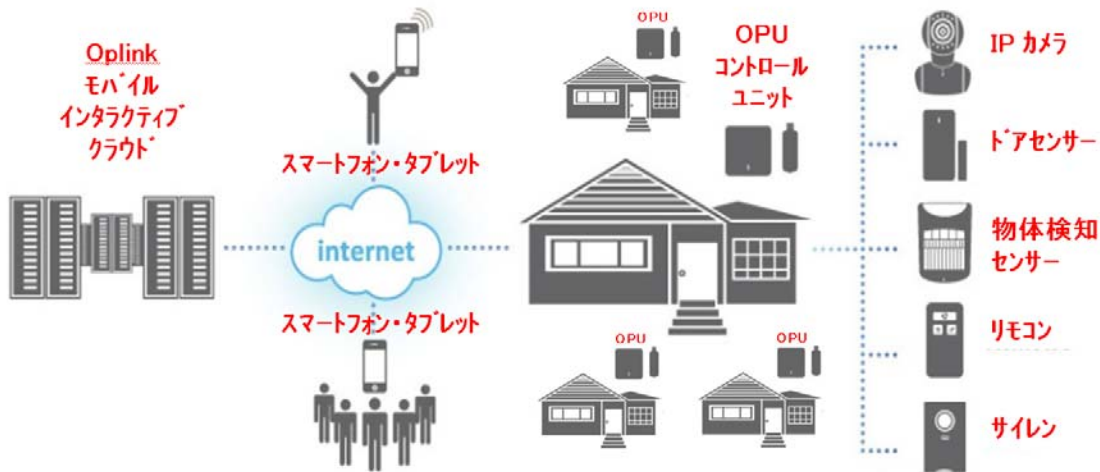 Oplink
モバイル
インタラクティブ
クラウド
スマートフォン・タブレット
internet
スマートフォン・タブレット
OPU
OPU
コントロール
ユニット
OPU
OPU
IP カメラ
ドアセンサー
物体検知
センサー
リモコン
サイレン